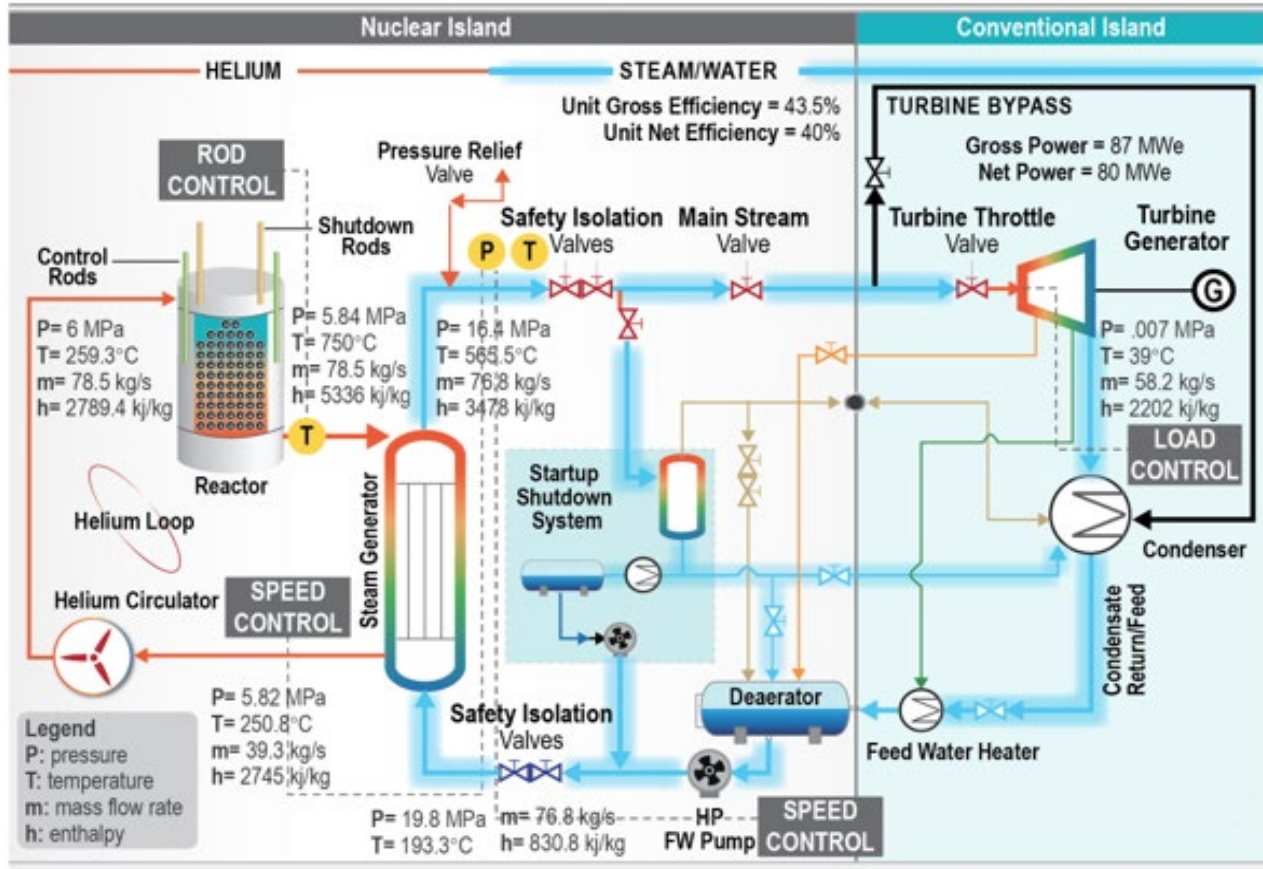 Nuclear Island
Conventional Island
HELIUM
STEAM/WATER
Unit Gross Efficiency = 43.5%
Unit Net Efficiency = 40%
TURBINE BYPASS
Gross Power = 87 MWe
Net Power = 80 MWe
ROD
CONTROL
Pressure Relief
Valve
Shutdown
Rods
Control
Rods
P
T
Safety Isolation
Valves
Main Stream
Valve
Turbine Throttle
Valve
Turbine
Generator
G
P= 6 MPa
T= 259.3°C
m= 78.5 kg/s
h= 2789.4 kj/kg
P= 5.84 MPa
T= 750°C
m= 78.5 kg/s
h= 5336 kj/kg
P= 16.4 MPa
T= 565.5°C
m= 76.8 kg/s
h= 3478 kj/kg
P= .007 MPa
T= 39°C
m= 58.2 kg/s
h= 2202 kj/kg
T
Reactor
LOAD
CONTROL
Startup
Shutdown
System
Helium Loop
Steam Generator
Condenser
Helium Circulator
SPEED
CONTROL
Condensate
Return/Feed
Deaerator
Feed Water Heater
P= 5.82 MPa
T= 250.8°C
m= 39.3 kg/s
h= 2745 kj/kg
Safety Isolation
Valves
Legend
P: pressure
T: temperature
m: mass flow rate
h: enthalpy
P= 19.8 MPa
T= 193.3°C
m= 76.8 kg/s
h= 830.8 kj/kg
HP
FW Pump
SPEED
CONTROL